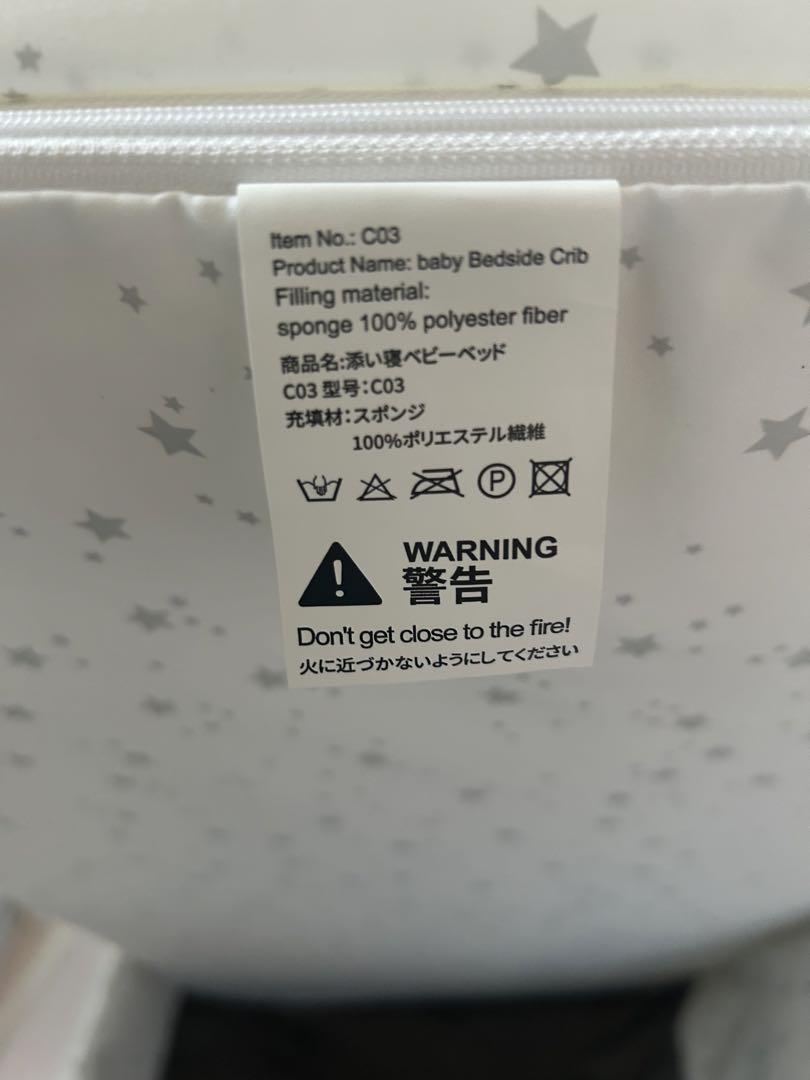 Item No.: C03
Product Name: baby Bedside Crib
Filling material:
sponge 100% polyester fiber
商品名:添い寝ベビーベッド
C03 型号:C03
充填材:スポンジ
100%ポリエステル繊維
P
WARNING
警告
Don't get close to the fire!
火に近づかないようにしてください